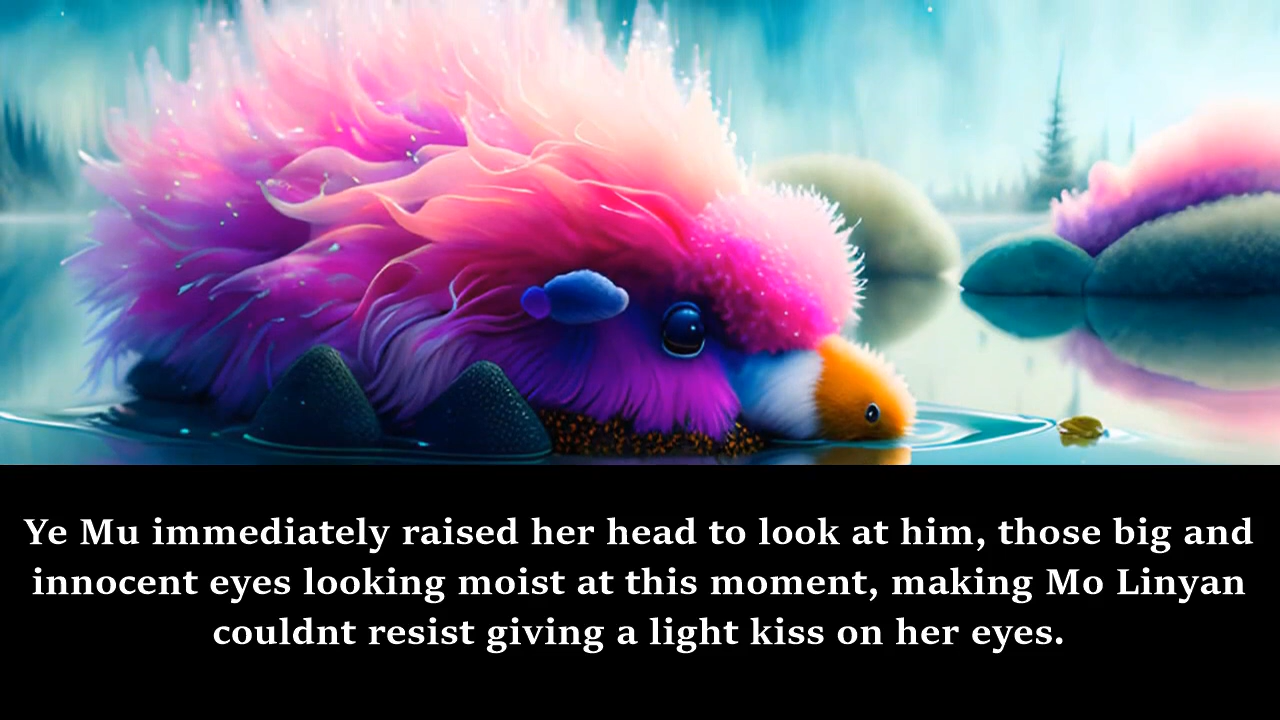 Ye Mu immediately raised her head to look at him, those big and
innocent eyes looking moist at this moment, making Mo Linyan
couldnt resist giving a light kiss on her eyes.